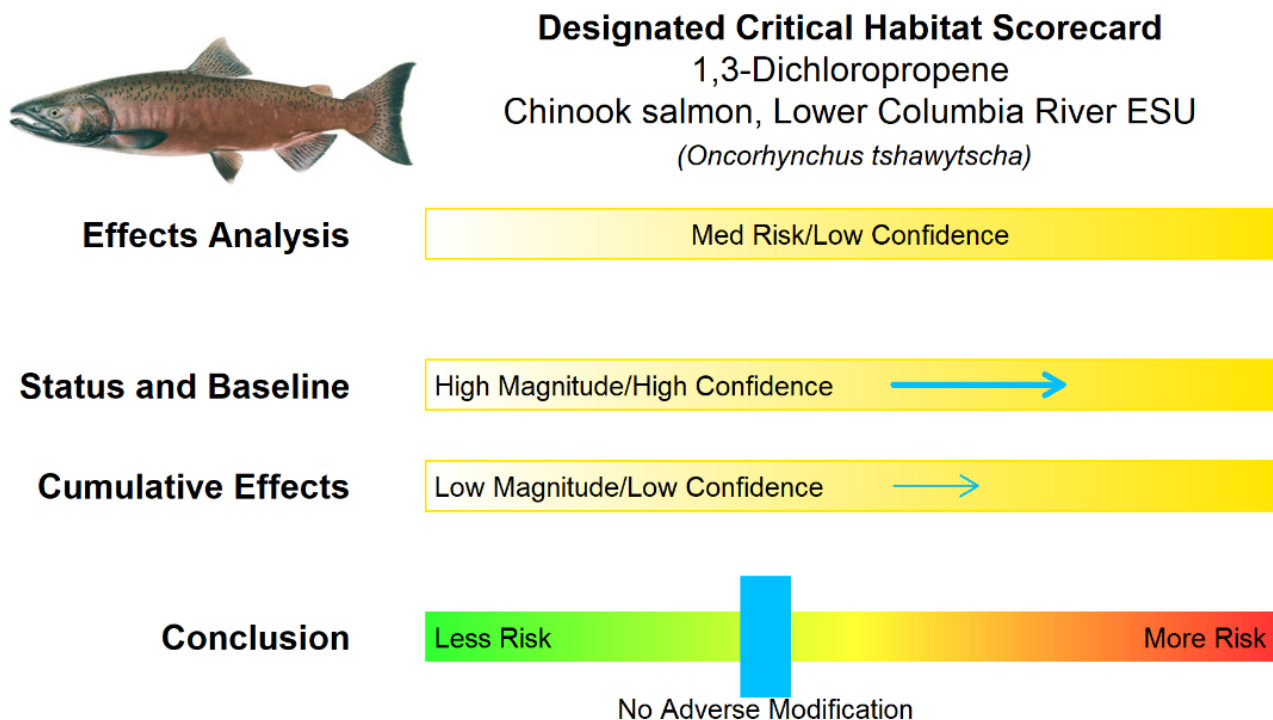 Designated Critical Habitat Scorecard
1,3-Dichloropropene
Chinook salmon, Lower Columbia River ESU
(Oncorhynchus tshawytscha)
Effects Analysis
Med Risk/Low Confidence
Status and Baseline
High Magnitude/High Confidence
Cumulative Effects
Low Magnitude/Low Confidence
Conclusion
Less Risk
More Risk
No Adverse Modification